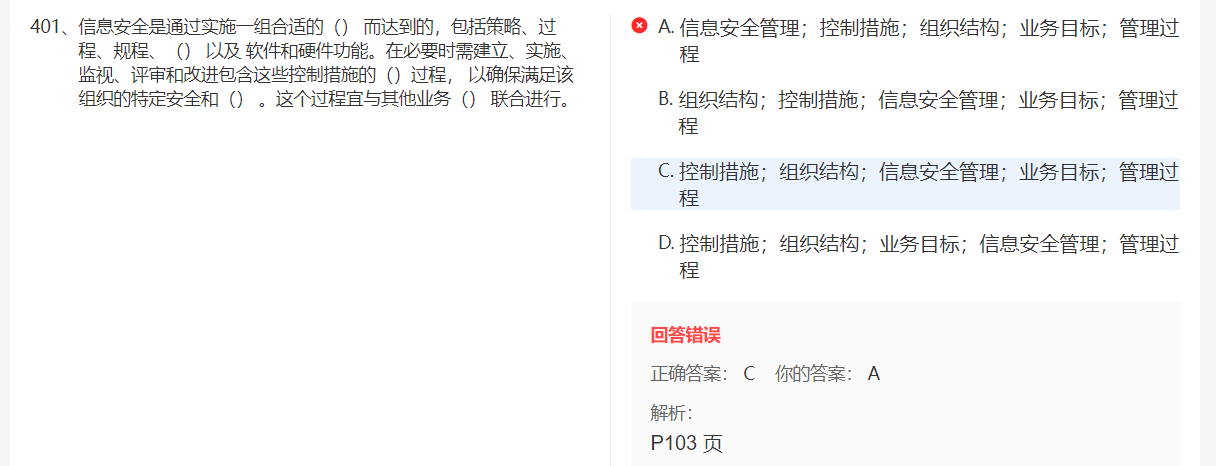 401、信息安全是通过实施一组合适的（） 而达到的，包括策略、过
程、规程、（） 以及 软件和硬件功能。在必要时需建立、实施、
监视、评审和改进包含这些控制措施的（）过程， 以确保满足该
组织的特定安全和（） 。这个过程宜与其他业务（） 联合进行。
A. 信息安全管理；控制措施；组织结构；业务目标；管理过
程
B. 组织结构；控制措施；信息安全管理；业务目标；管理过
程
C. 控制措施；组织结构；信息安全管理；业务目标；管理过
程
D. 控制措施；组织结构；业务目标；信息安全管理；管理过
程
回答错误
正确答案： C 你的答案： A
解析：
P103 页